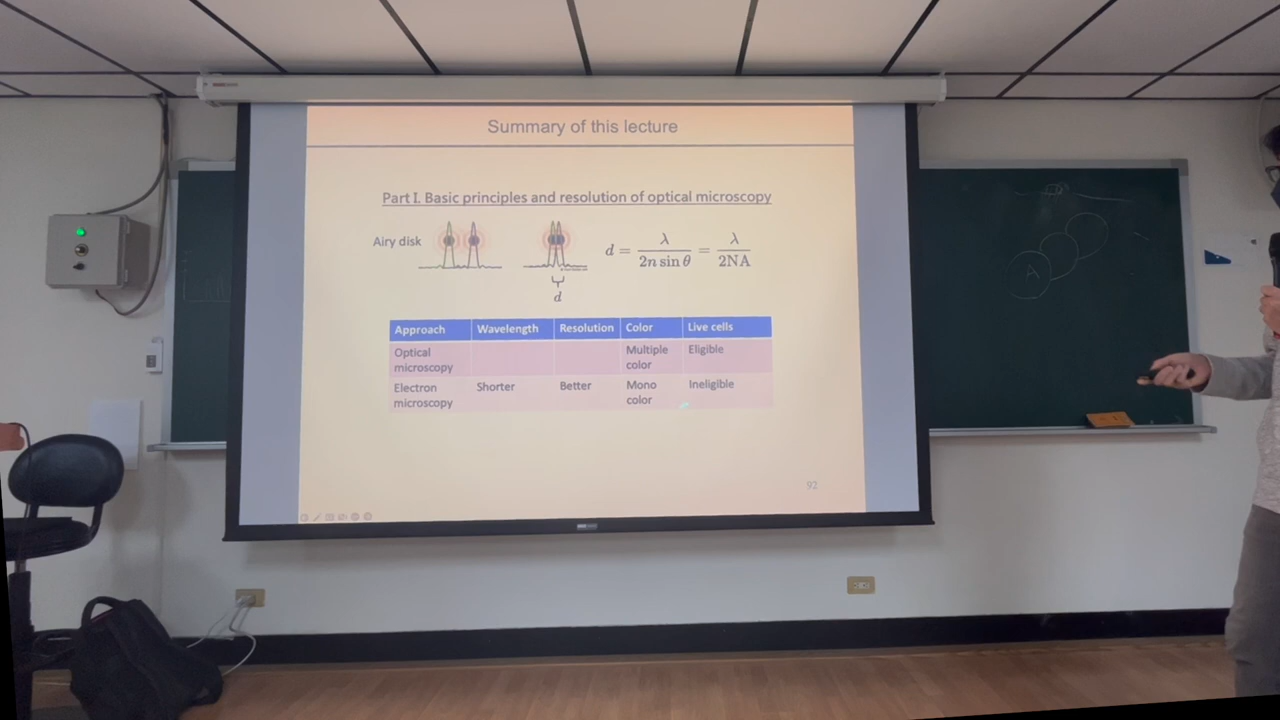 Summary of this lecture
Part I. Basic principles and resolution of optical microscopy
Airy disk
d = λ / 2n sin θ = λ / 2NA
d
Approach Wavelength Resolution Color Live cells
Optical microscopy Multiple color Eligible
Electron microscopy Shorter Better Mono color Ineligible
92
A